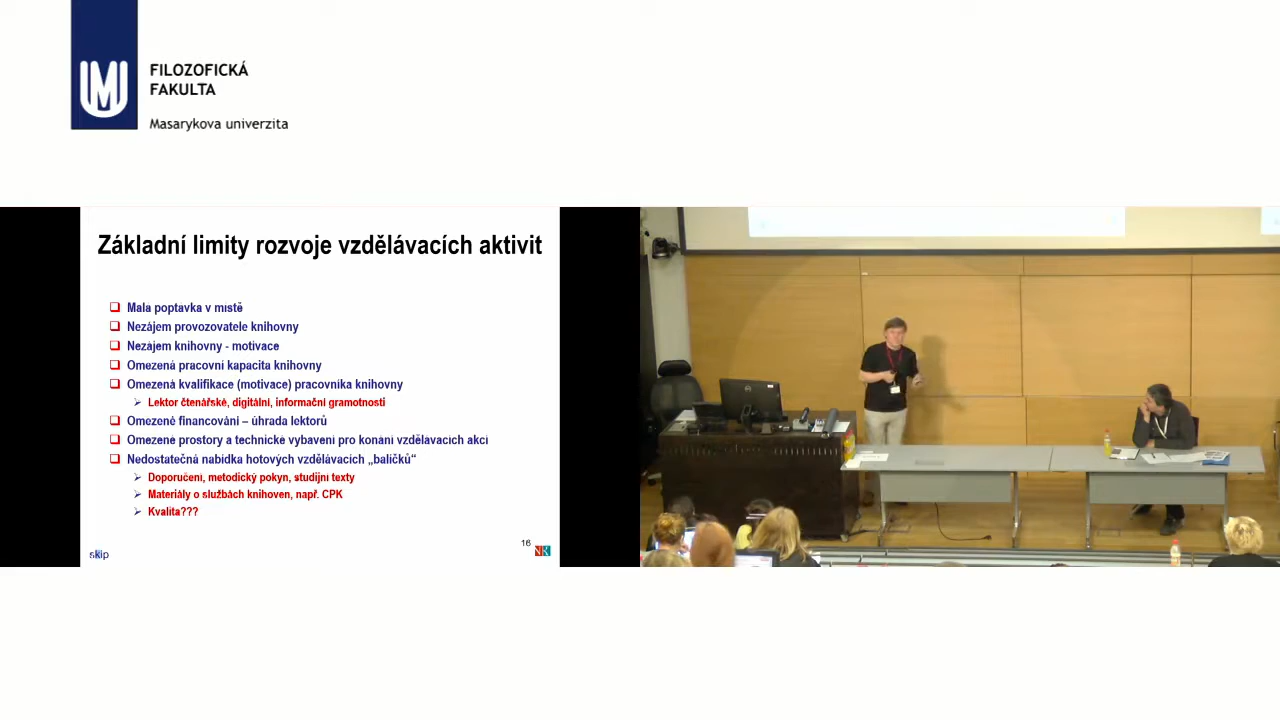 FILOZOFICKÁ
FAKULTA
Masarykova univerzita
Základní limity rozvoje vzdělávacích aktivit
Malá poptávka v místě
Nezájem provozovatele knihovny
Nezájem knihovny - motivace
Omezená pracovní kapacita knihovny
Omezená kvalifikace (motivace) pracovníka knihovny
Lektor čtenářské, digitální, informační gramotnosti
Omezené financování – úhrada lektorů
Omezené prostory a technické vybavení pro konání vzdělávacích akcí
Nedostatečná nabídka hotových vzdělávacích „balíčků“
Doporučení, metodický pokyn, studijní texty
Materiály o službách knihoven, např. CPK
Kvalita???
skip
16